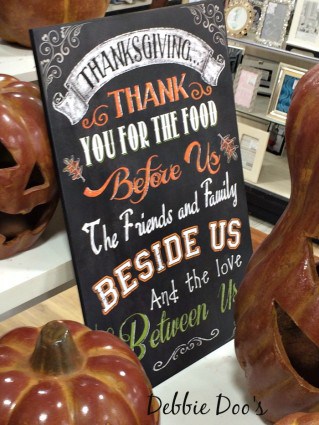 THANKSGIVING...
THANK
YOU FOR THE FOOD
Before Us
The Friends and Family
BESIDE US
And the love
Between Us
Debbie Doo's